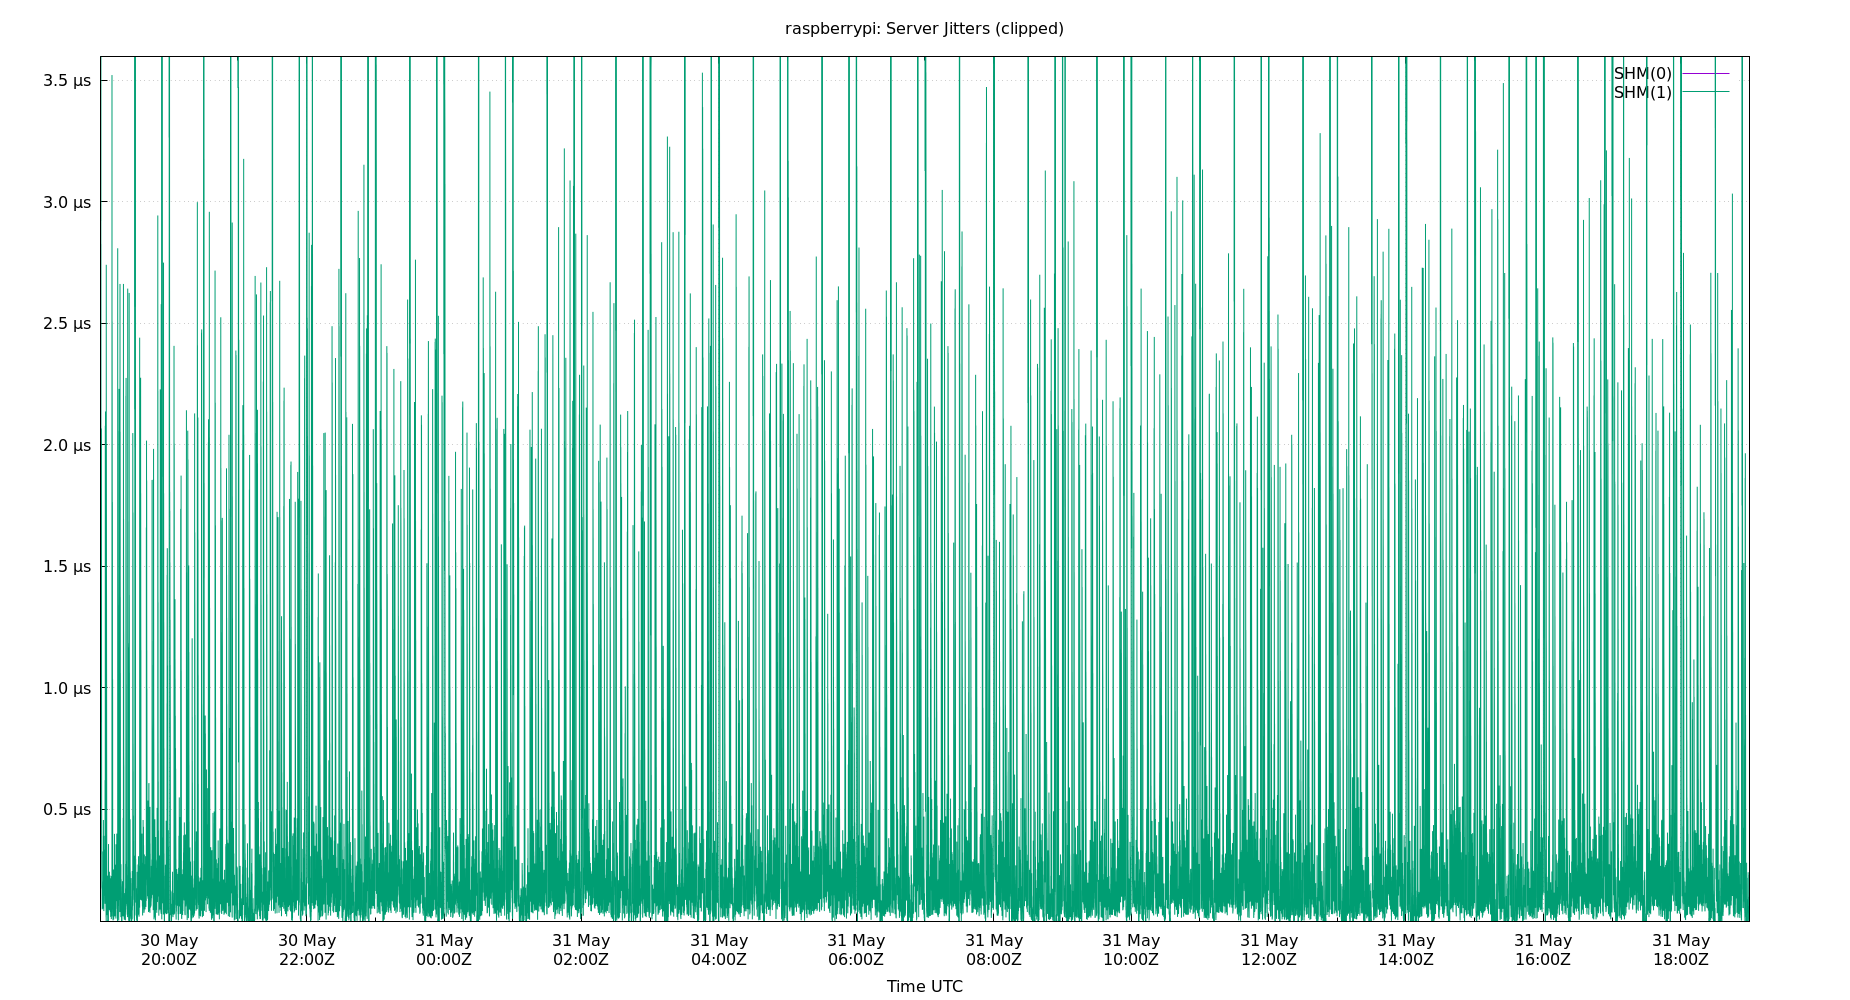 raspberrypi: Server Jitters (clipped)
SHM(0)
SHM(1)
3.5 µs
3.0 µs
2.5 µs
2.0 µs
1.5 µs
1.0 µs
0.5 µs
30 May 30 May 31 May 31 May 31 May 31 May 31 May 31 May 31 May 31 May 31 May 31 May
20:00Z 22:00Z 00:00Z 02:00Z 04:00Z 06:00Z 08:00Z 10:00Z 12:00Z 14:00Z 16:00Z 18:00Z
Time UTC